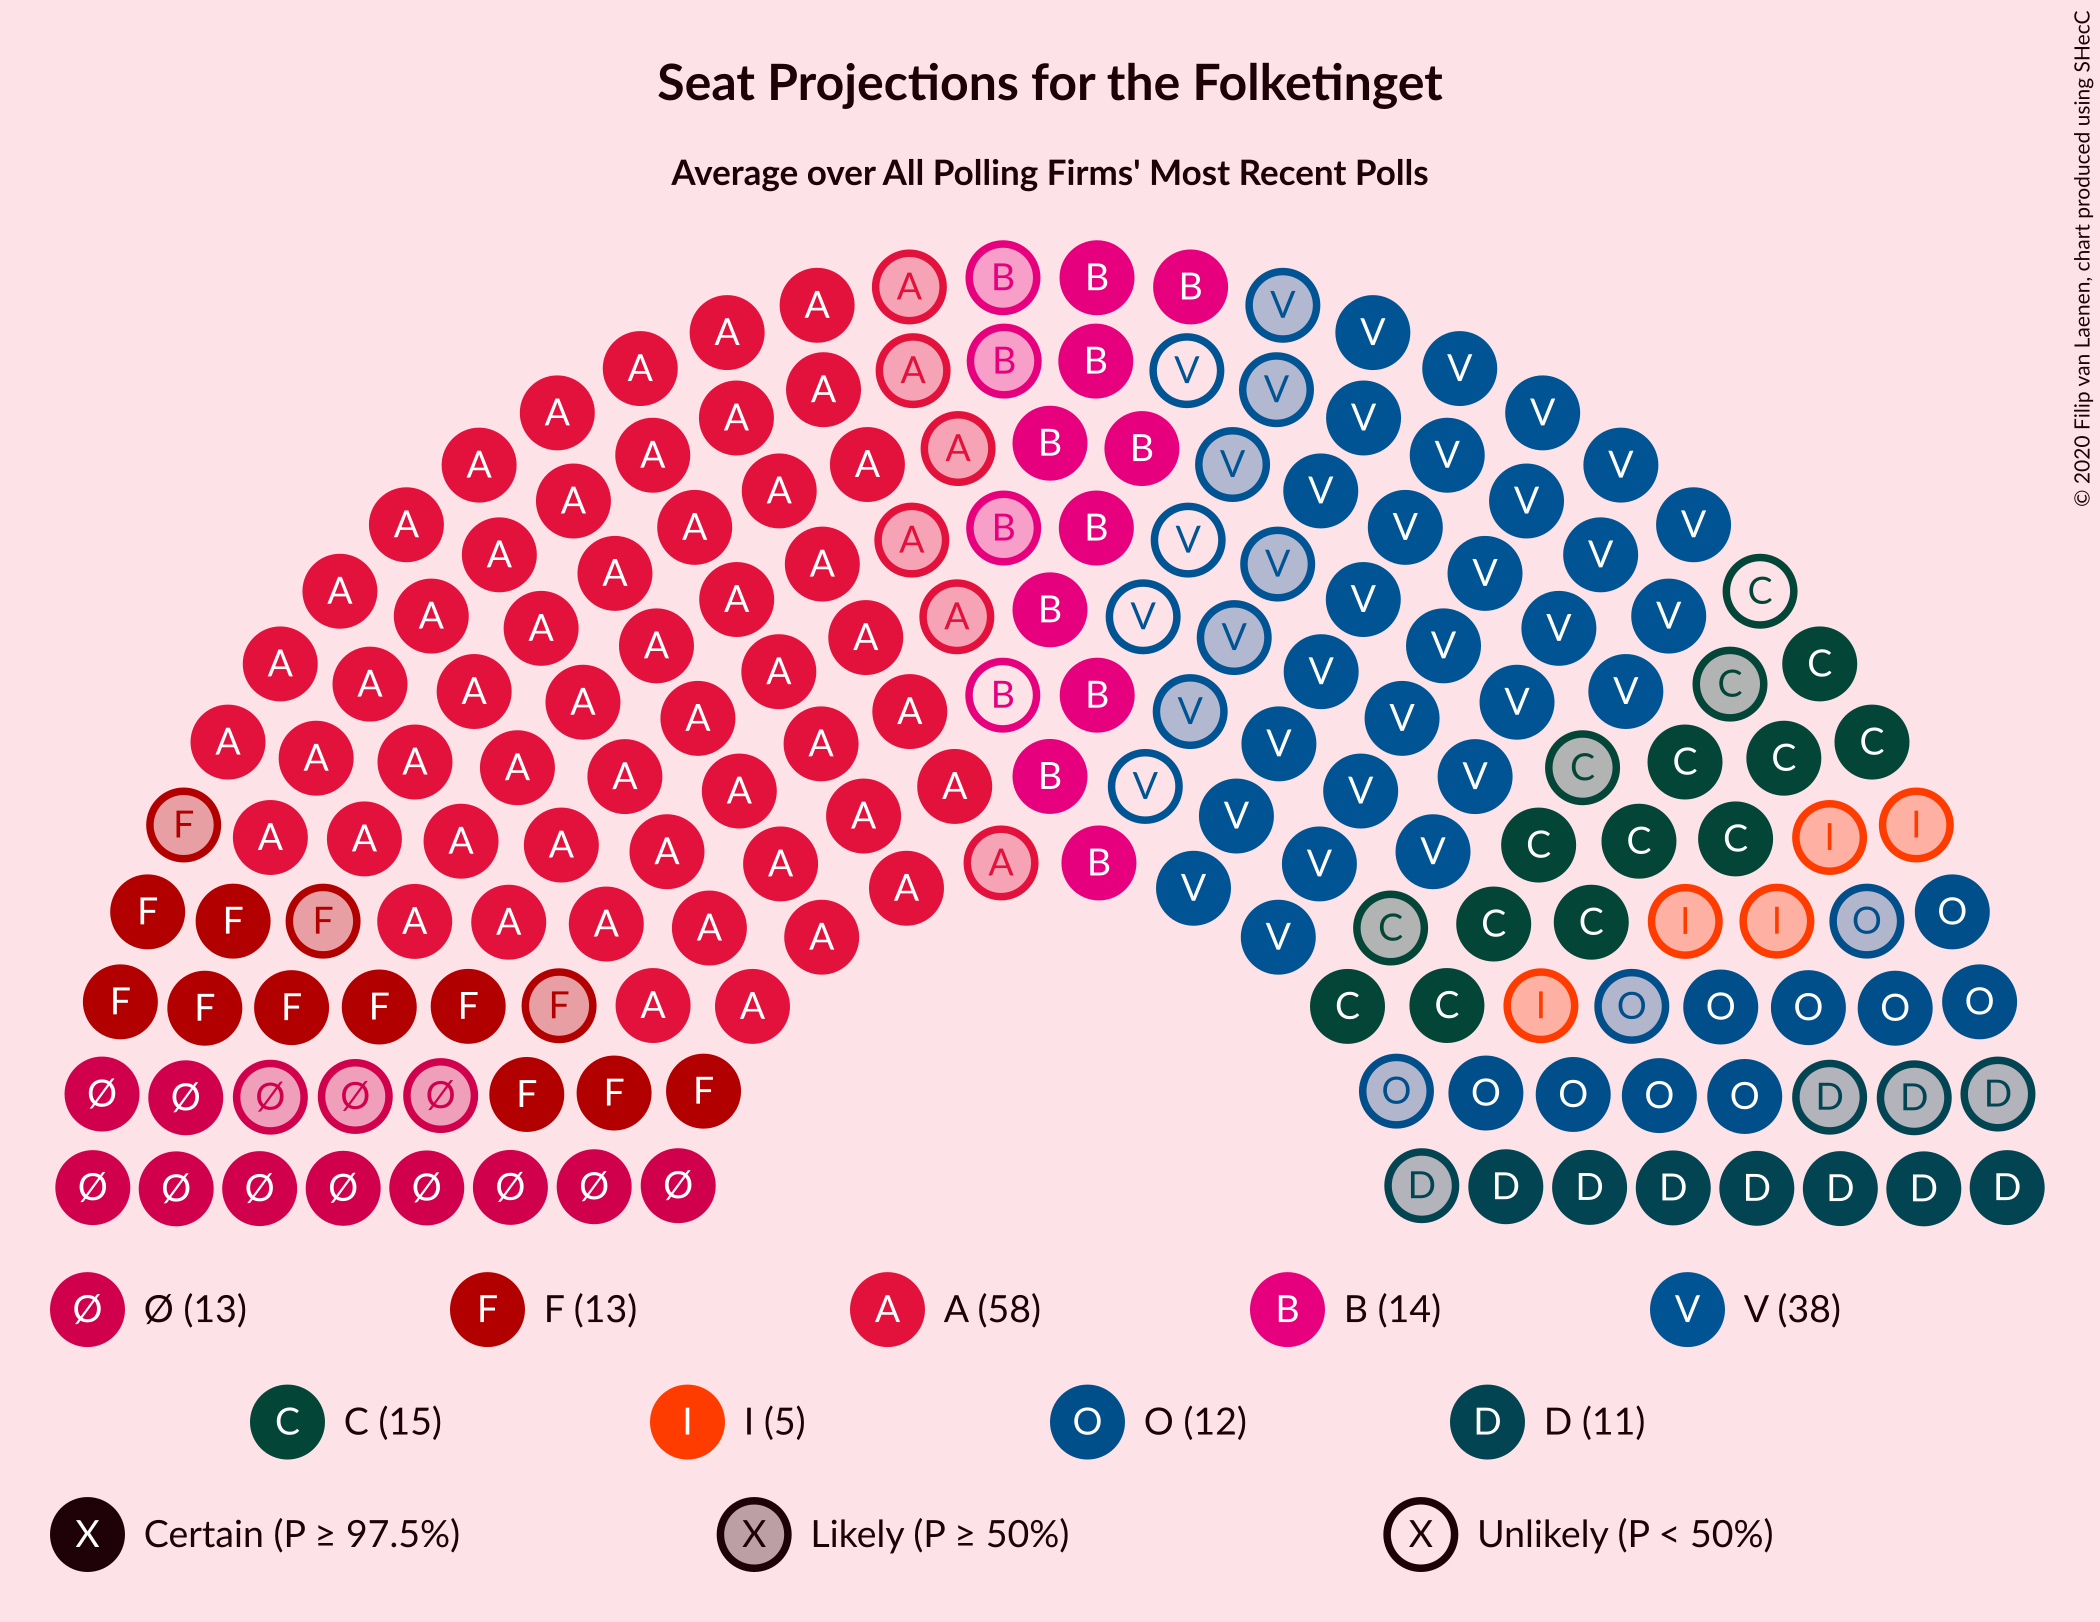 Seat Projections for the Folketinget
Average over All Polling Firms' Most Recent Polls
© 2020 Filip van Laenen, chart produced using SHecC
A B B B
A V
A V
A A B B V V
A V
A A V V
A A A A B B V V V
A A V V
A A A B B V V V
A A A V V V
A A V C
A A A A B V V V V
A V
A A A A B B V V C C
A A A V V V
A A A A A V C C C C
A A A B V V V
F A A A A A A A A B V V V C C C I I
F F F A A A A A A V V C C C I I O O
F F F F F F A A C C I O O O O O
Ø Ø Ø Ø Ø F F F O O O O O D D D
Ø Ø Ø Ø Ø Ø Ø Ø D D D D D D D D
Ø Ø (13) F F (13) A A (58) B B (14) V V (38)
C C (15) I I (5) O O (12) D D (11)
X Certain (P ≥ 97.5%) X Likely (P ≥ 50%) X Unlikely (P < 50%)